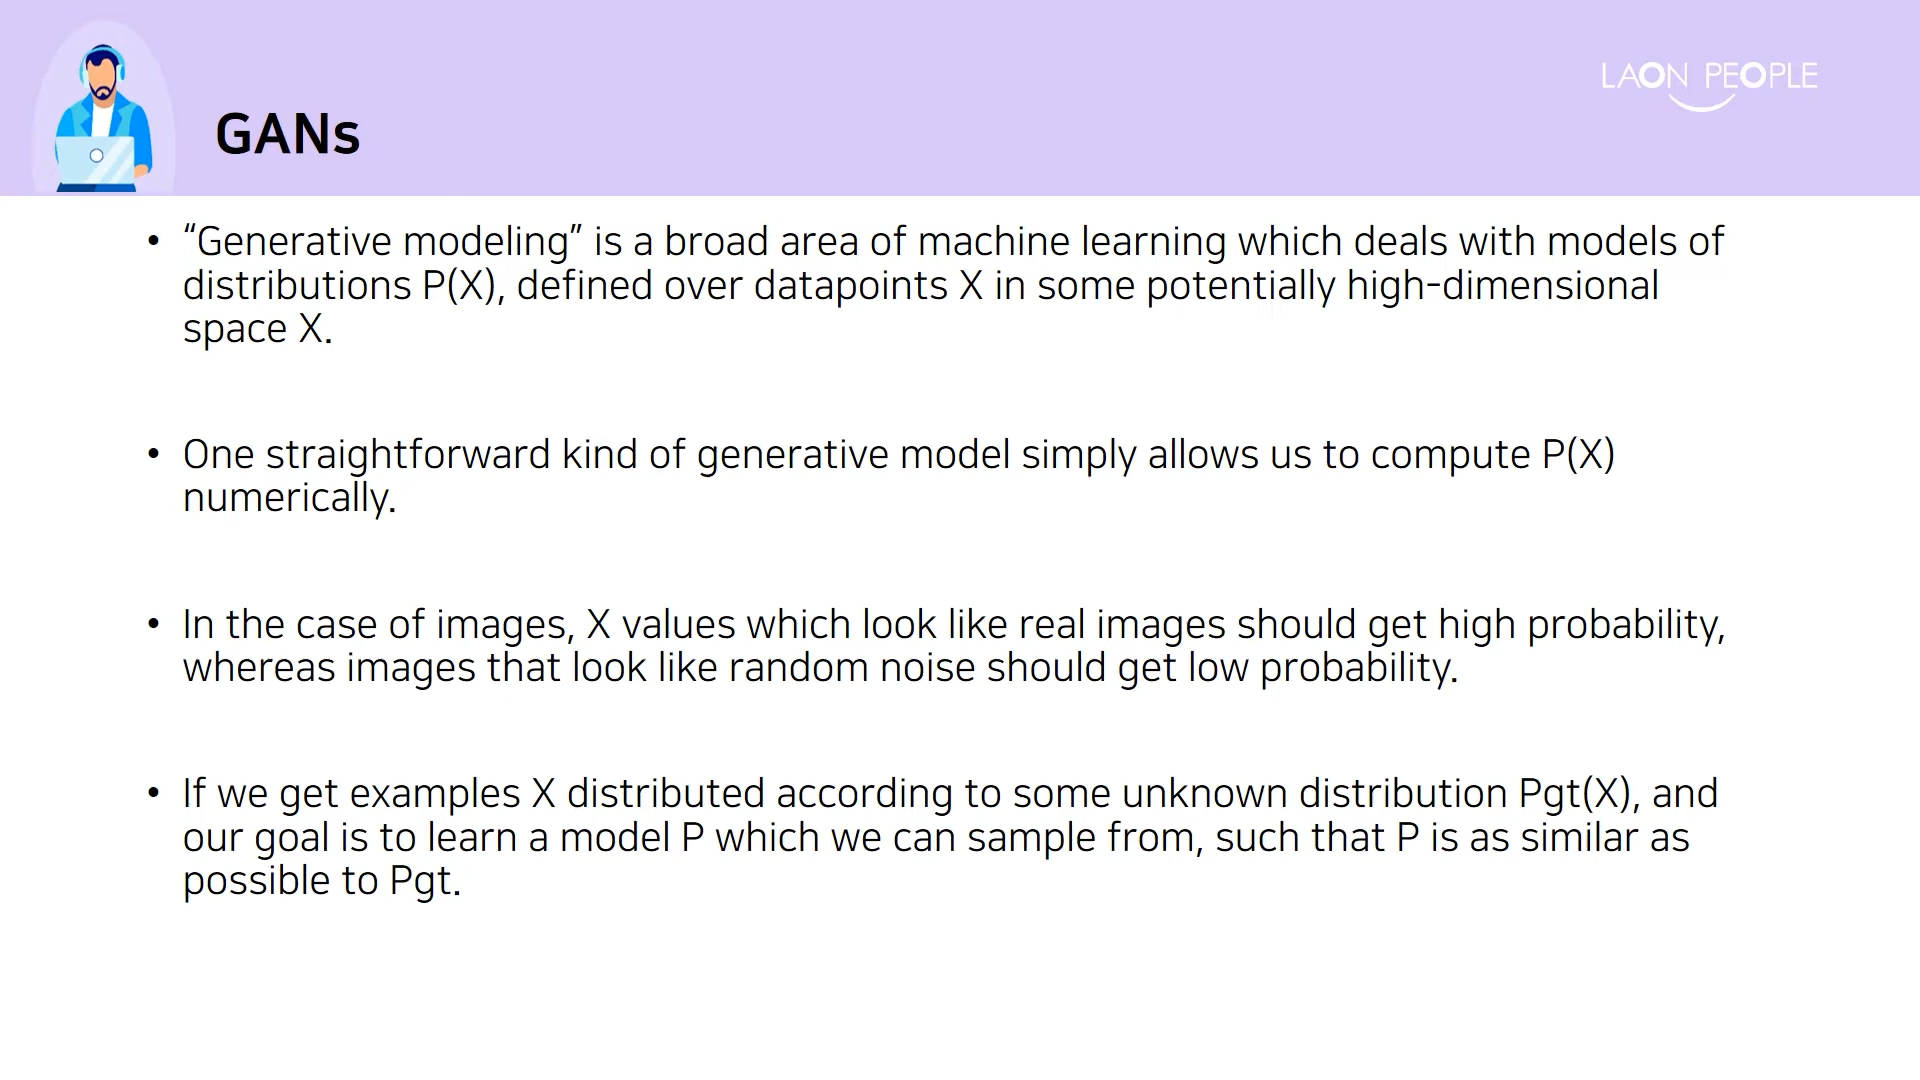 LAON PEOPLE
GANs
• “Generative modeling” is a broad area of machine learning which deals with models of
distributions P(X), defined over datapoints X in some potentially high-dimensional
space X.
• One straightforward kind of generative model simply allows us to compute P(X)
numerically.
• In the case of images, X values which look like real images should get high probability,
whereas images that look like random noise should get low probability.
• If we get examples X distributed according to some unknown distribution Pgt(X), and
our goal is to learn a model P which we can sample from, such that P is as similar as
possible to Pgt.